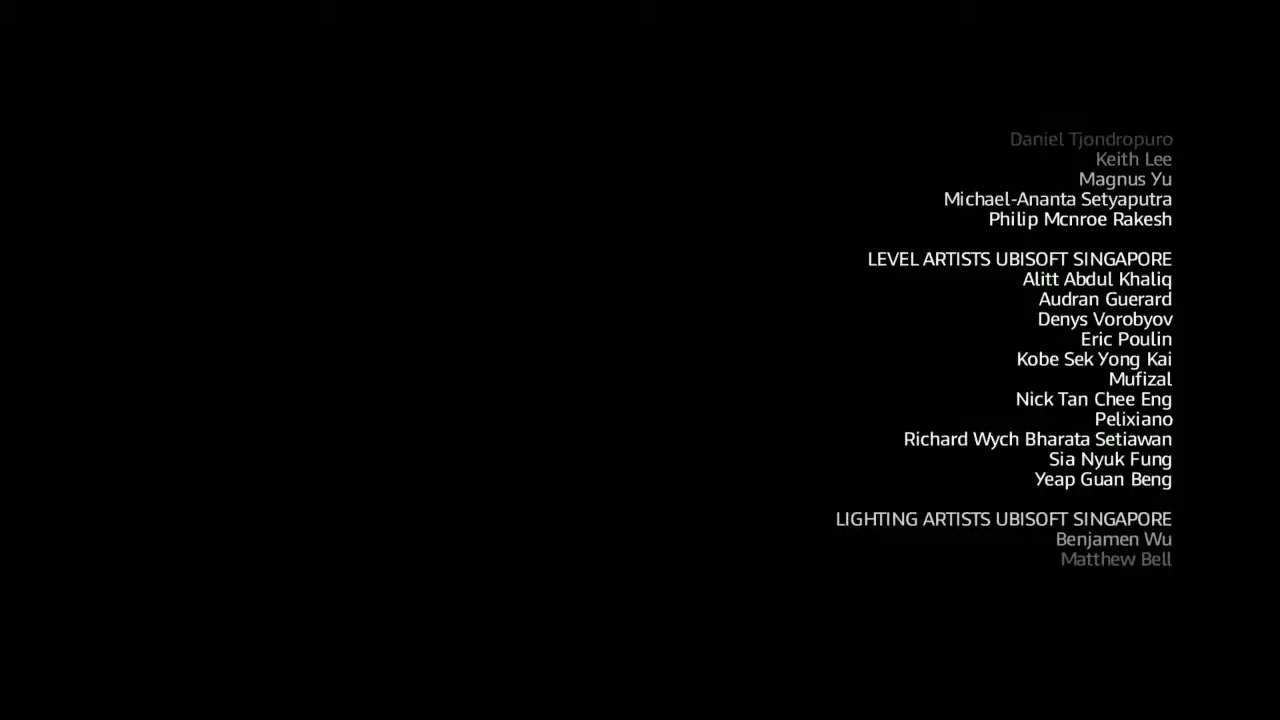 Daniel Tjondropuro
Keith Lee
Magnus Yu
Michael-Ananta Setyaputra
Philip Mcnroe Rakesh
LEVEL ARTISTS UBISOFT SINGAPORE
Alitt Abdul Khaliq
Audran Guerard
Denys Vorobyov
Eric Poulin
Kobe Sek Yong Kai
Mufizal
Nick Tan Chee Eng
Pelixiano
Richard Wych Bharata Setiawan
Sia Nyuk Fung
Yeap Guan Beng
LIGHTING ARTISTS UBISOFT SINGAPORE
Benjamen Wu
Matthew Bell